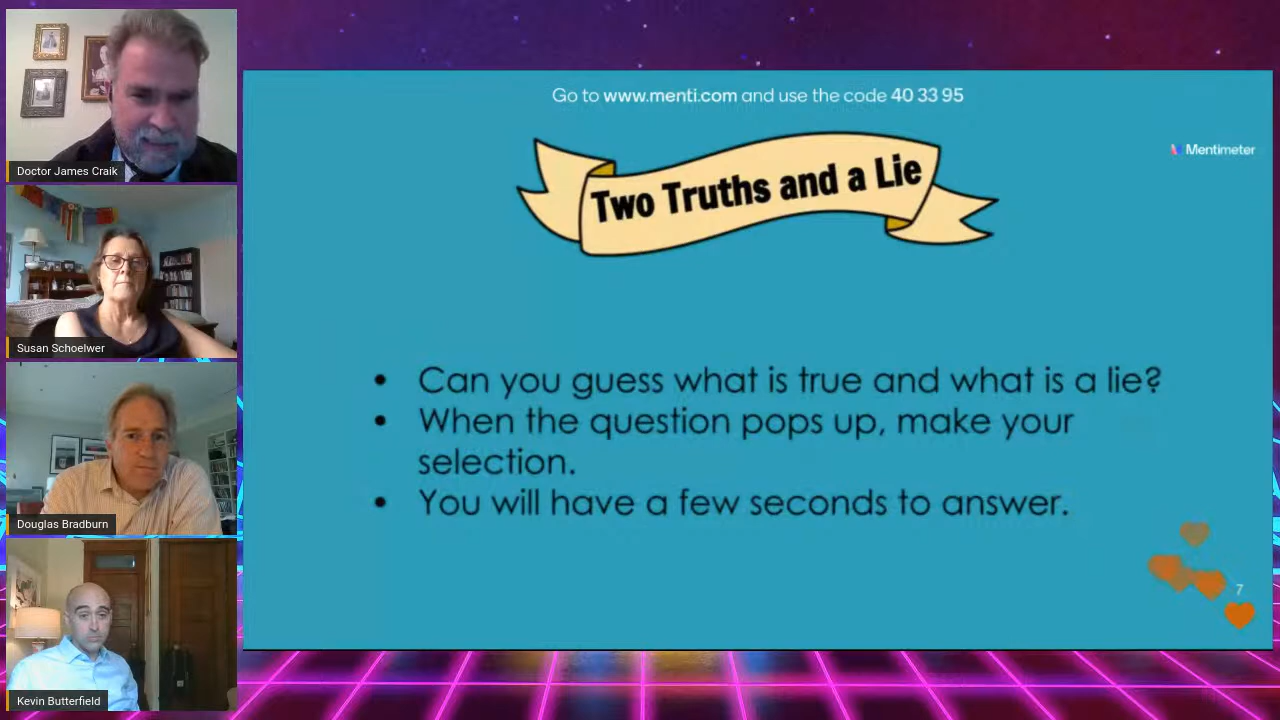 Go to www.menti.com and use the code 40 33 95
Mentimeter
Two Truths and a Lie
• Can you guess what is true and what is a lie?
• When the question pops up, make your
selection.
• You will have a few seconds to answer.
7
Doctor James Craik
Susan Schoelwer
Douglas Bradburn
Kevin Butterfield